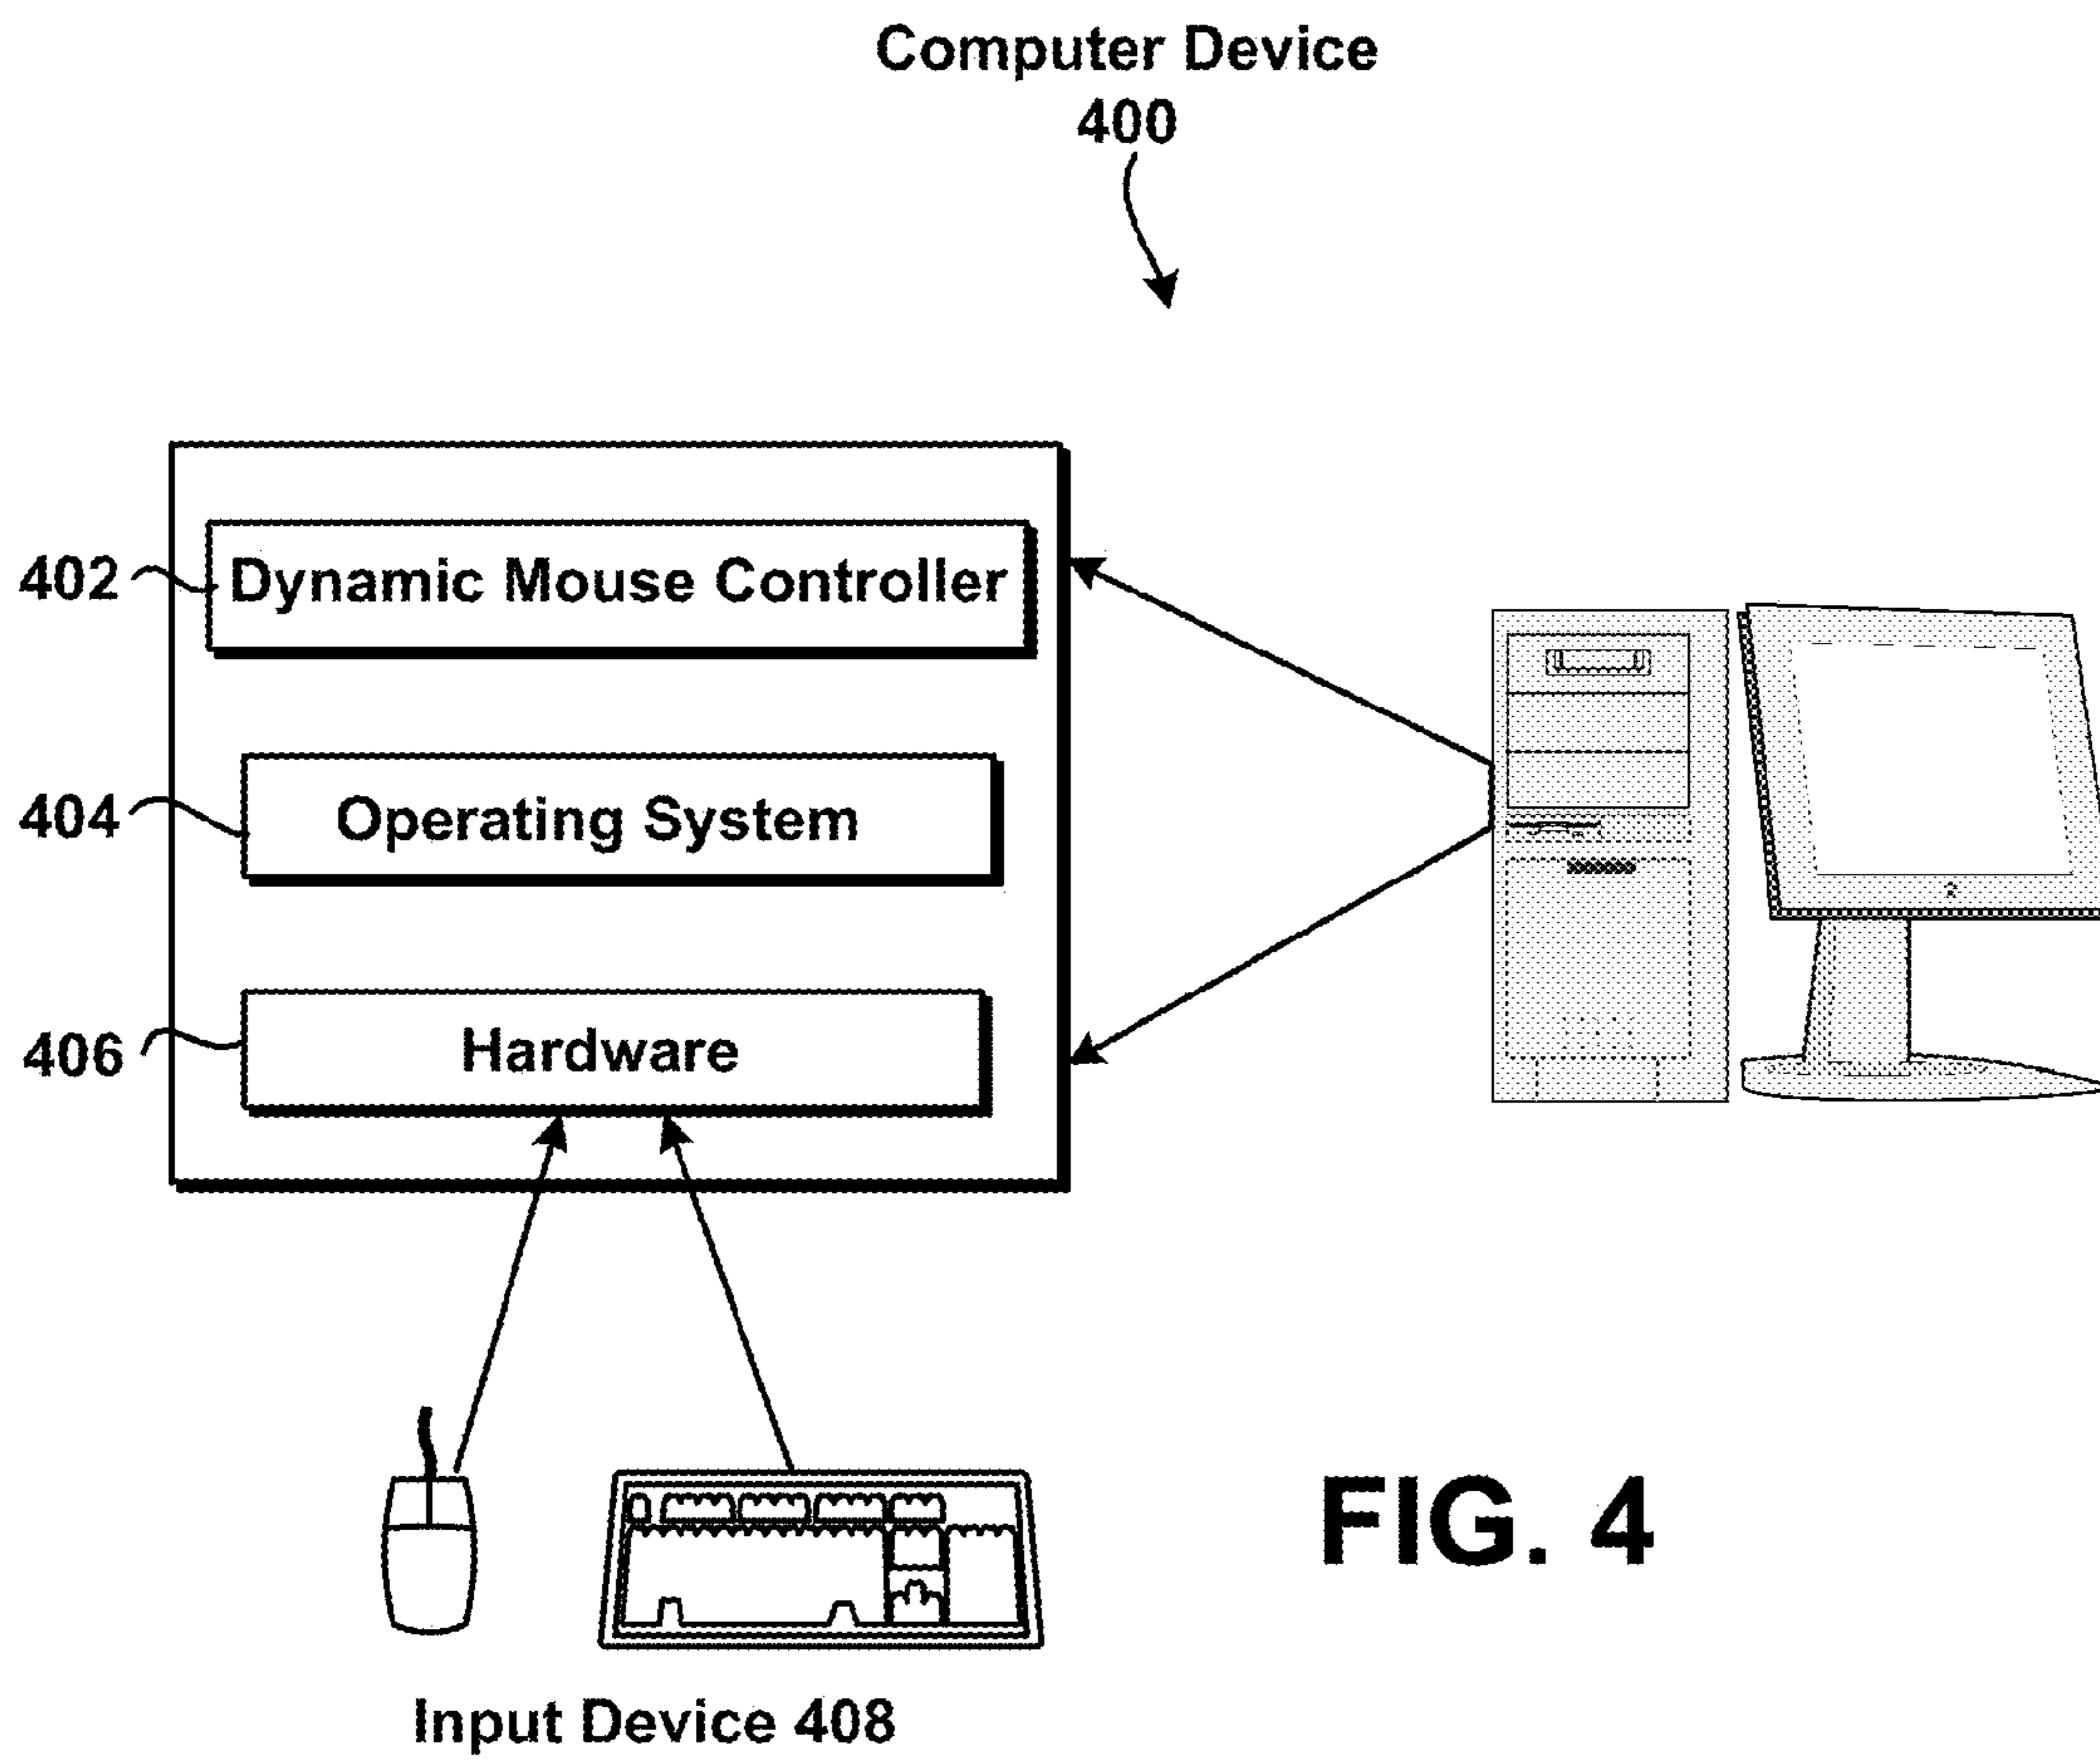 Computer Device
400
402
Dynamic Mouse Controller
404
Operating System
406
Hardware
Input Device 408
FIG. 4